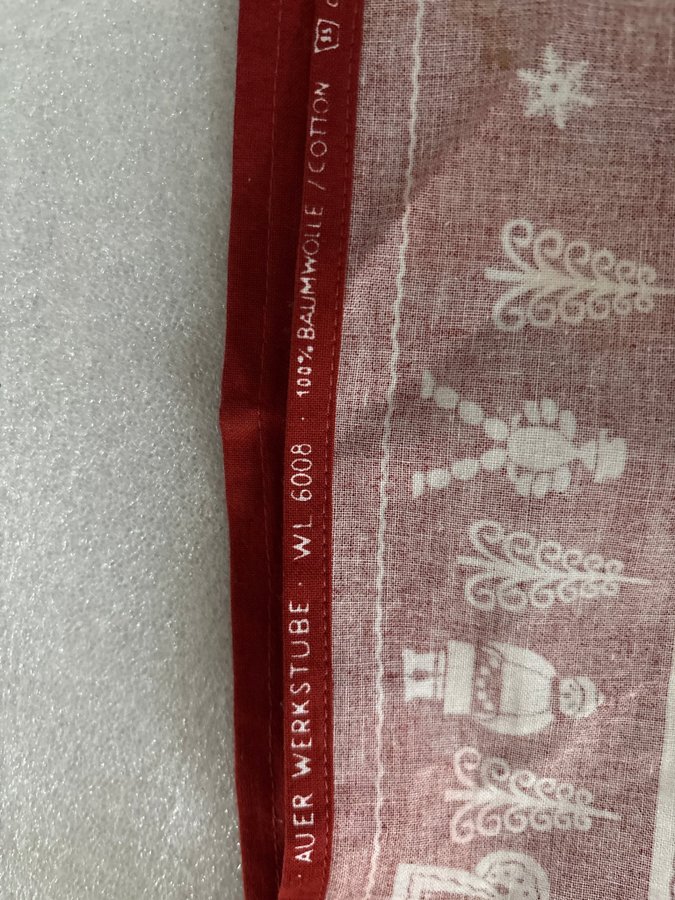 · AUER WERKSTUBE · WL 6008 · 100% BAUMWOLLE / COTTON